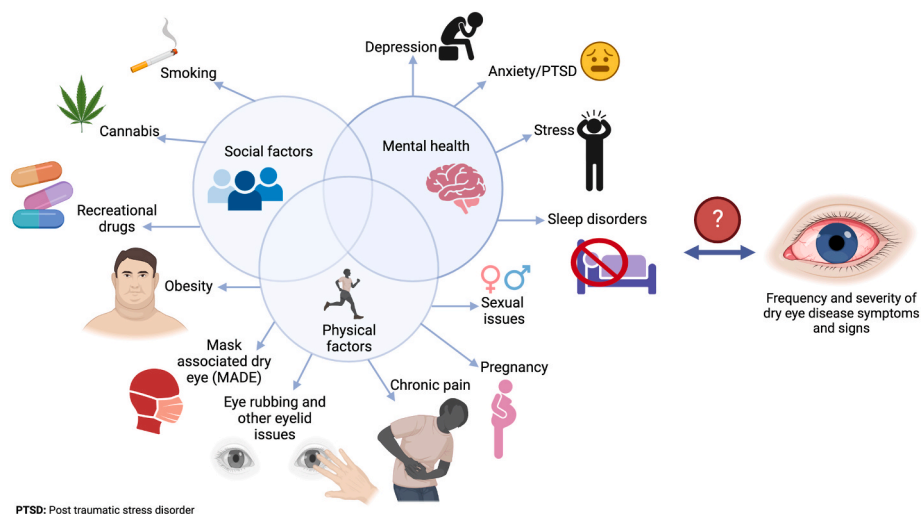 Depression
Anxiety/PTSD
Smoking
Cannabis
Stress
Social factors
Mental health
Recreational
drugs
Sleep disorders
?
Obesity
Sexual
issues
Frequency and severity of
dry eye disease symptoms
and signs
Physical
factors
Mask
associated dry
eye (MADE)
Pregnancy
Chronic pain
Eye rubbing and
other eyelid
issues
PTSD: Post traumatic stress disorder